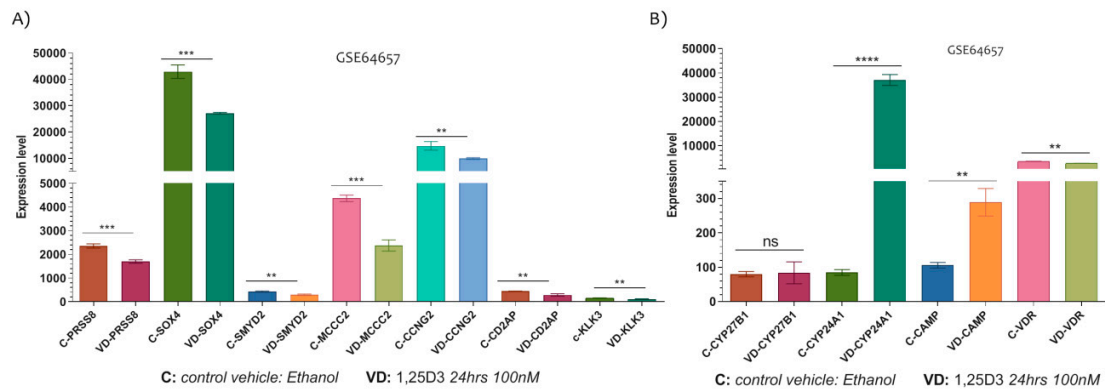 A)
GSE64657
Expression level
50000
40000
30000
20000
10000
5000
4000
3000
2000
1000
0
***
***
**
***
**
**
**
C-PRSS8
VD-PRSS8
C-SOX4
VD-SOX4
C-SMYD2
VD-SMYD2
C-MCCC2
VD-MCCC2
C-CCNG2
VD-CCNG2
C-CD2AP
VD-CD2AP
C-KLK3
VD-KLK3
C: control vehicle: Ethanol VD: 1,25D3 24hrs 100nM
B)
GSE64657
Expression level
50000
40000
30000
20000
10000
300
200
100
0
ns
****
**
**
C-CYP27B1
VD-CYP27B1
C-CYP24A1
VD-CYP24A1
C-CAMP
VD-CAMP
C-VDR
VD-VDR
C: control vehicle: Ethanol VD: 1,25D3 24hrs 100nM